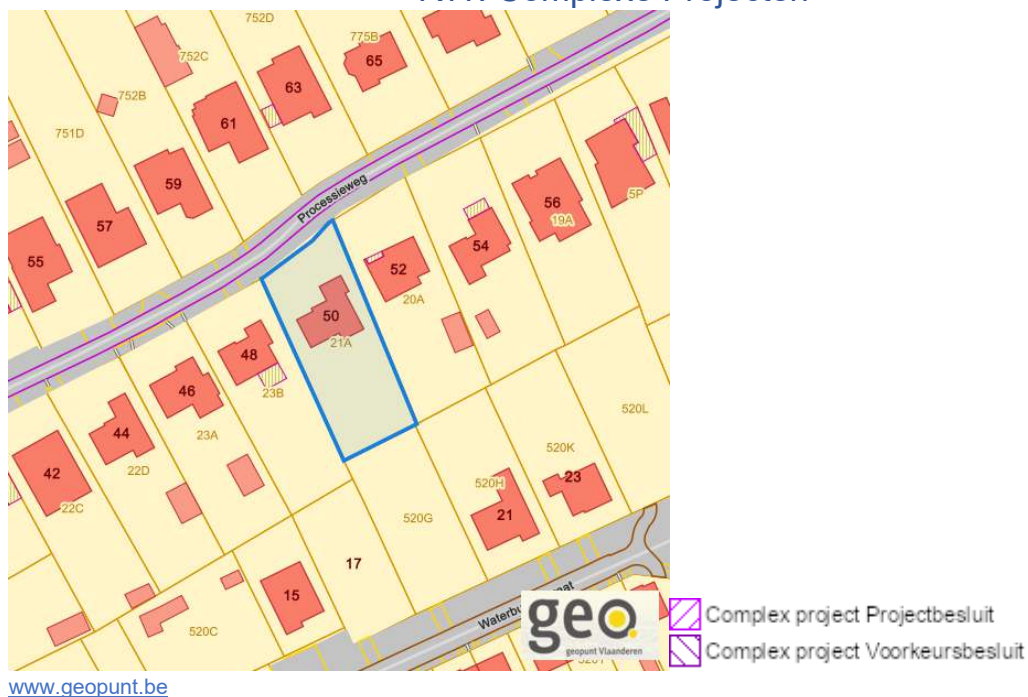 752D
775B
65
752C
63
752B
61
751D
59
57
55
Processieweg
5P
56
19A
54
52
20A
50
21A
48
23B
46
23A
44
22D
42
22C
520L
520K
520H
23
21
520G
17
15
520C
geo
geopunt Vlaanderen
Complex project Projectbesluit
Complex project Voorkeursbesluit
www.geopunt.be